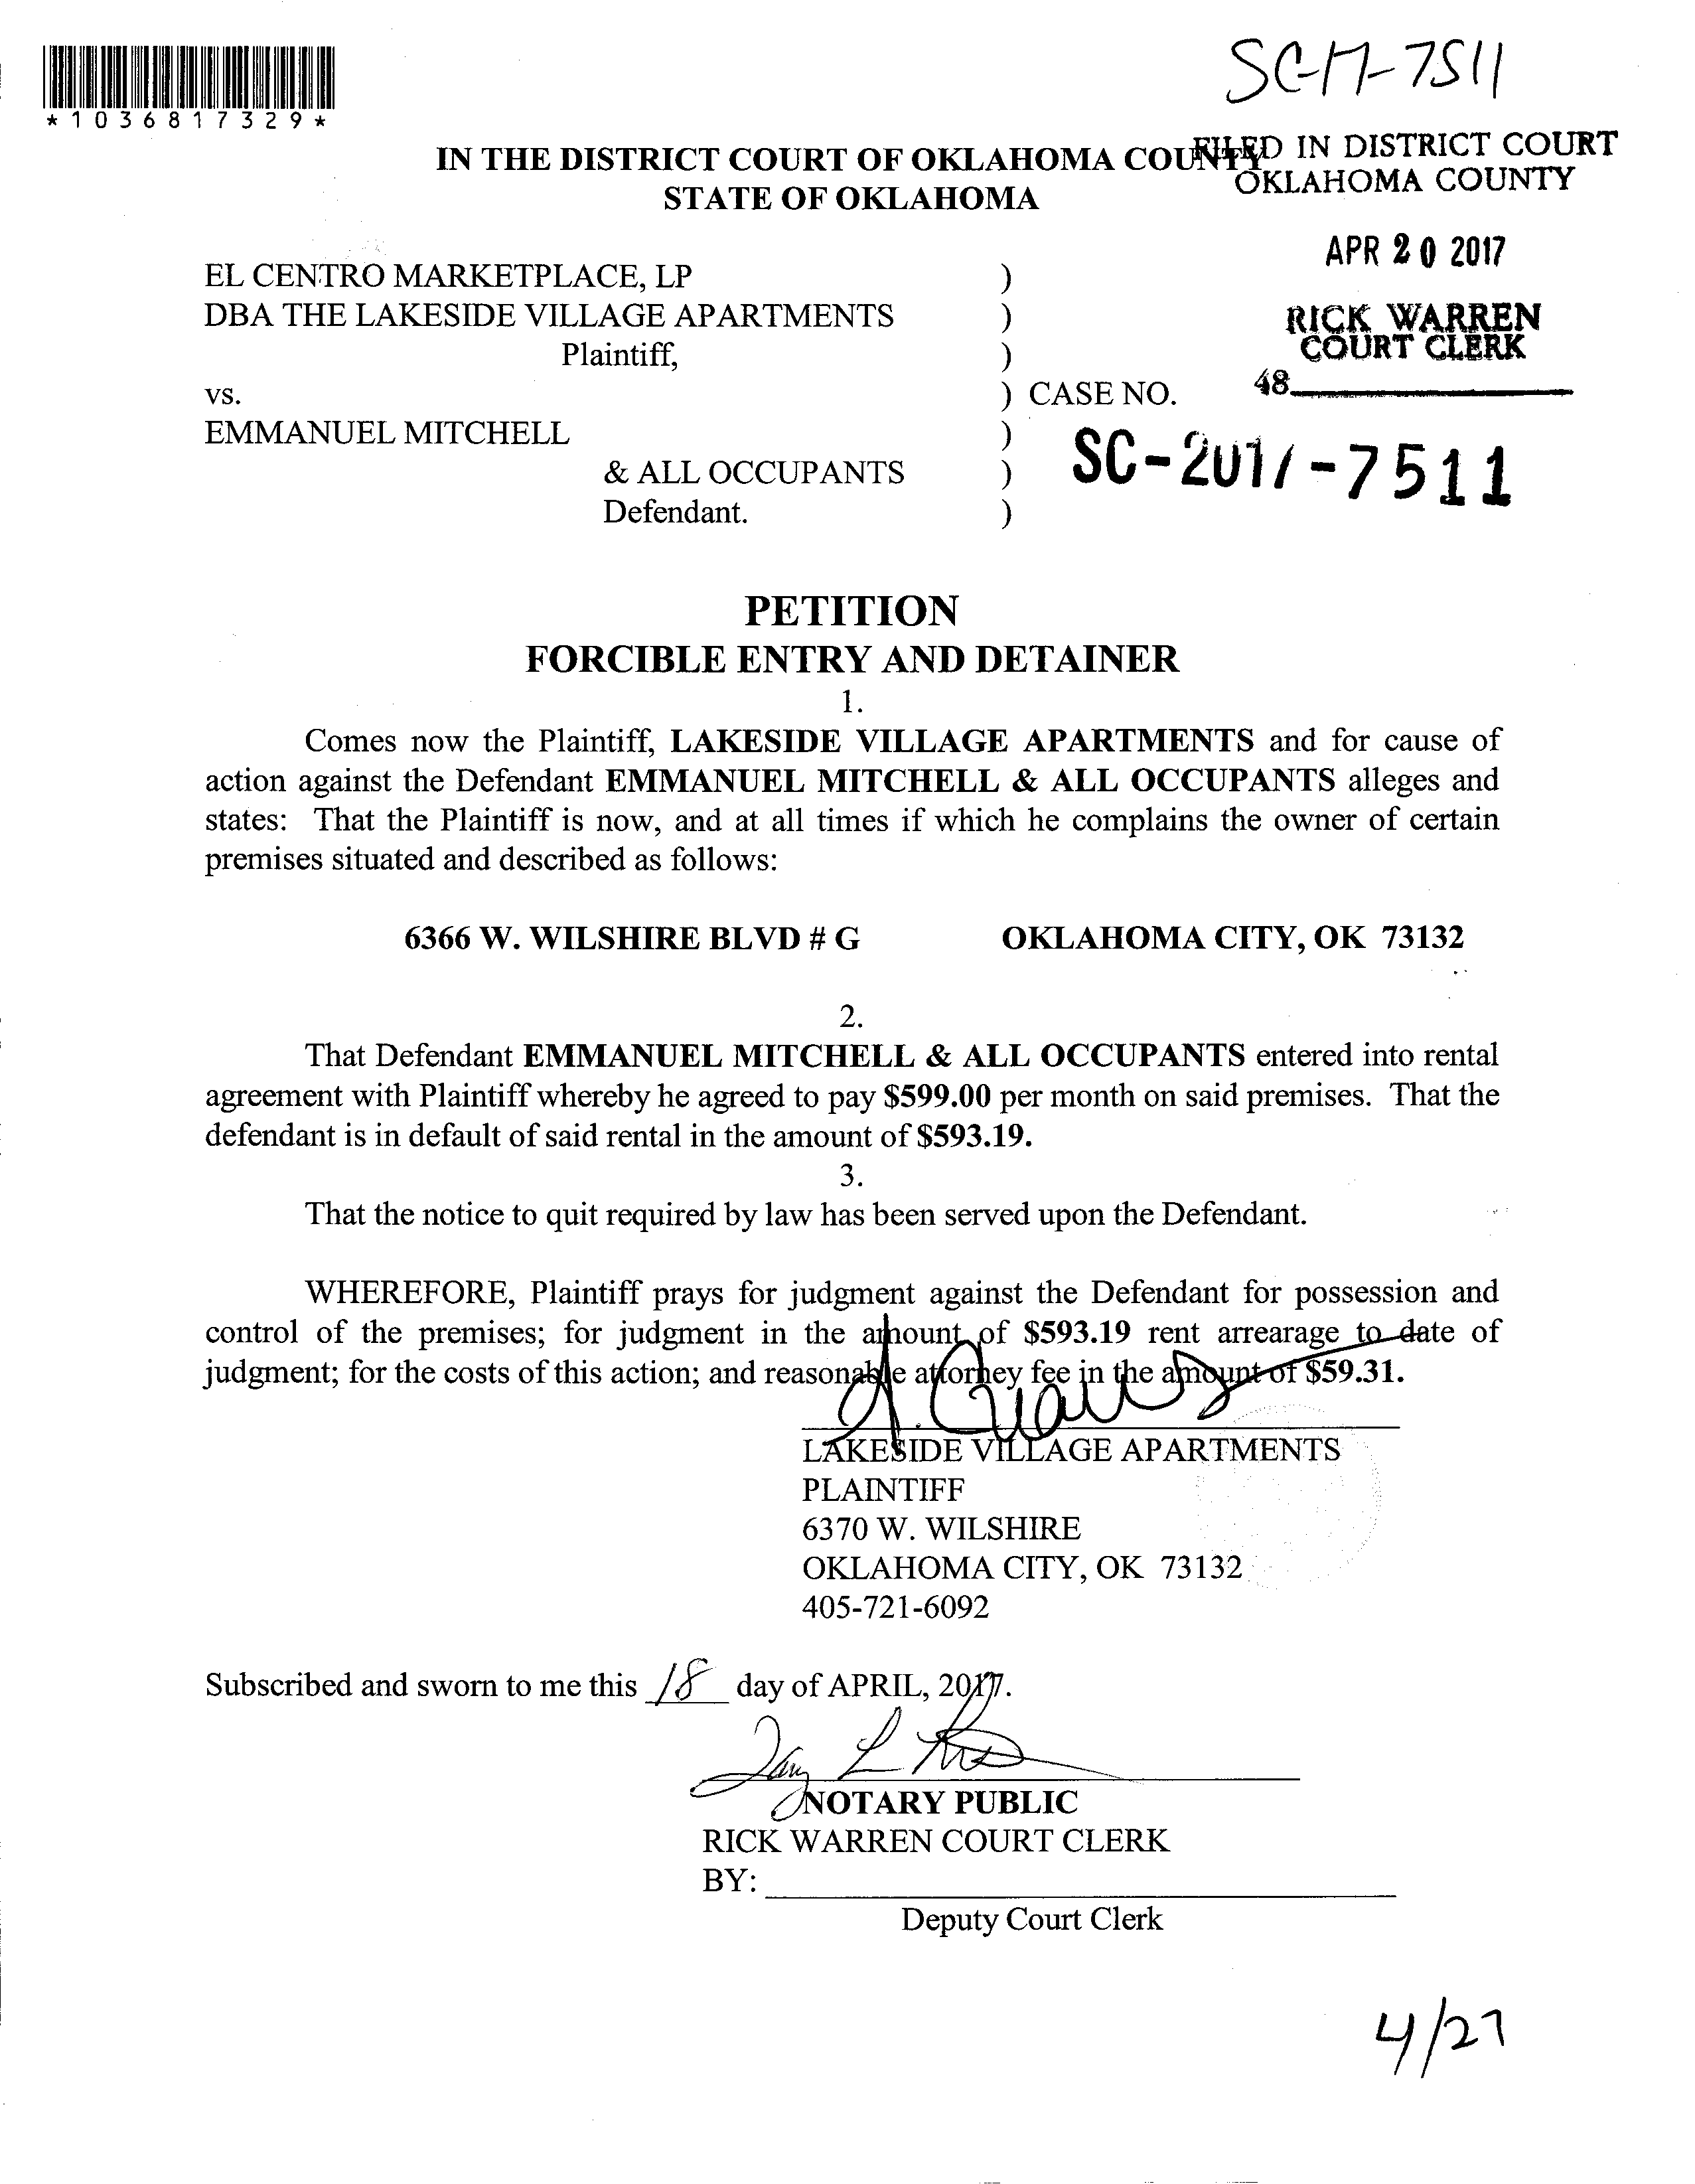 SC-17-7511
*1036817329*
IN THE DISTRICT COURT OF OKLAHOMA COUNTY
STATE OF OKLAHOMA
FILED IN DISTRICT COURT
OKLAHOMA COUNTY
APR 20 2017
RICK WARREN
COURT CLERK
48
EL CENTRO MARKETPLACE, LP )
DBA THE LAKESIDE VILLAGE APARTMENTS )
Plaintiff, )
vs. ) CASE NO.
EMMANUEL MITCHELL )
& ALL OCCUPANTS ) SC-2017-7511
Defendant. )
PETITION
FORCIBLE ENTRY AND DETAINER
1.
Comes now the Plaintiff, LAKESIDE VILLAGE APARTMENTS and for cause of
action against the Defendant EMMANUEL MITCHELL & ALL OCCUPANTS alleges and
states: That the Plaintiff is now, and at all times if which he complains the owner of certain
premises situated and described as follows:
6366 W. WILSHIRE BLVD # G OKLAHOMA CITY, OK 73132
2.
That Defendant EMMANUEL MITCHELL & ALL OCCUPANTS entered into rental
agreement with Plaintiff whereby he agreed to pay $599.00 per month on said premises. That the
defendant is in default of said rental in the amount of $593.19.
3.
That the notice to quit required by law has been served upon the Defendant.
WHEREFORE, Plaintiff prays for judgment against the Defendant for possession and
control of the premises; for judgment in the amount of $593.19 rent arrearage to date of
judgment; for the costs of this action; and reasonable attorney fee in the amount of $59.31.
LAKESIDE VILLAGE APARTMENTS
PLAINTIFF
6370 W. WILSHIRE
OKLAHOMA CITY, OK 73132
405-721-6092
Subscribed and sworn to me this 18 day of APRIL, 2017.
NOTARY PUBLIC
RICK WARREN COURT CLERK
BY:
Deputy Court Clerk
4/27